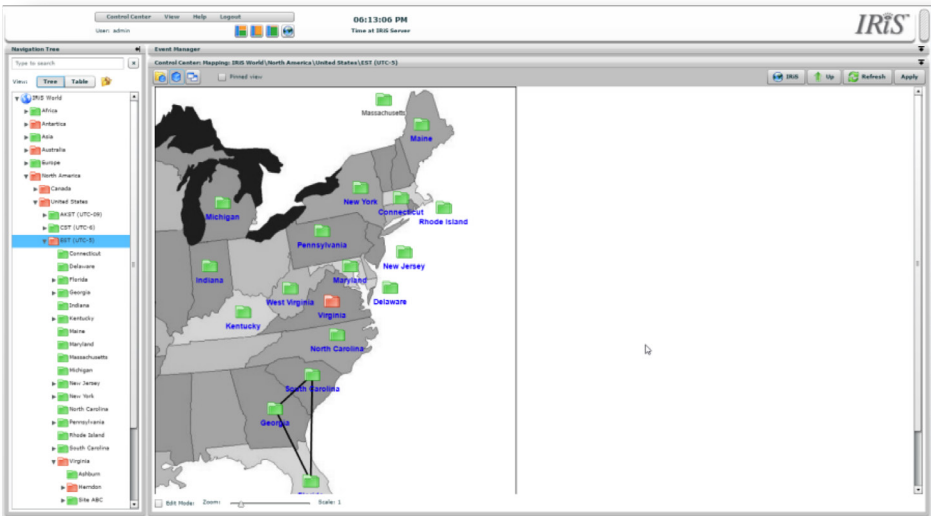 Control Center View Help Logout
User: admin
06:13:06 PM
Time at IRiS Server
IRiS
Navigation Tree
Event Manager
Type to search
x
Control Center: Mapping: IRiS World\North America\United States\EST (UTC-5)
View: Tree Table
Pinned view
IRiS Up Refresh Apply
IRiS World
Africa
Antartica
Asia
Australia
Europe
North America
Canada
United States
AKST (UTC-09)
CST (UTC-6)
EST (UTC-5)
Connecticut
Delaware
Florida
Georgia
Indiana
Kentucky
Maine
Maryland
Massachusetts
Michigan
New Jersey
New York
North Carolina
Pennsylvania
Rhode Island
South Carolina
Virginia
Ashburn
Herndon
Site ABC
Massachusetts
Maine
New York
Connecticut
Rhode Island
Michigan
Pennsylvania
New Jersey
Indiana
Maryland
West Virginia
Delaware
Virginia
Kentucky
North Carolina
South Carolina
Georgia
Edit Mode: Zoom: Scale: 1